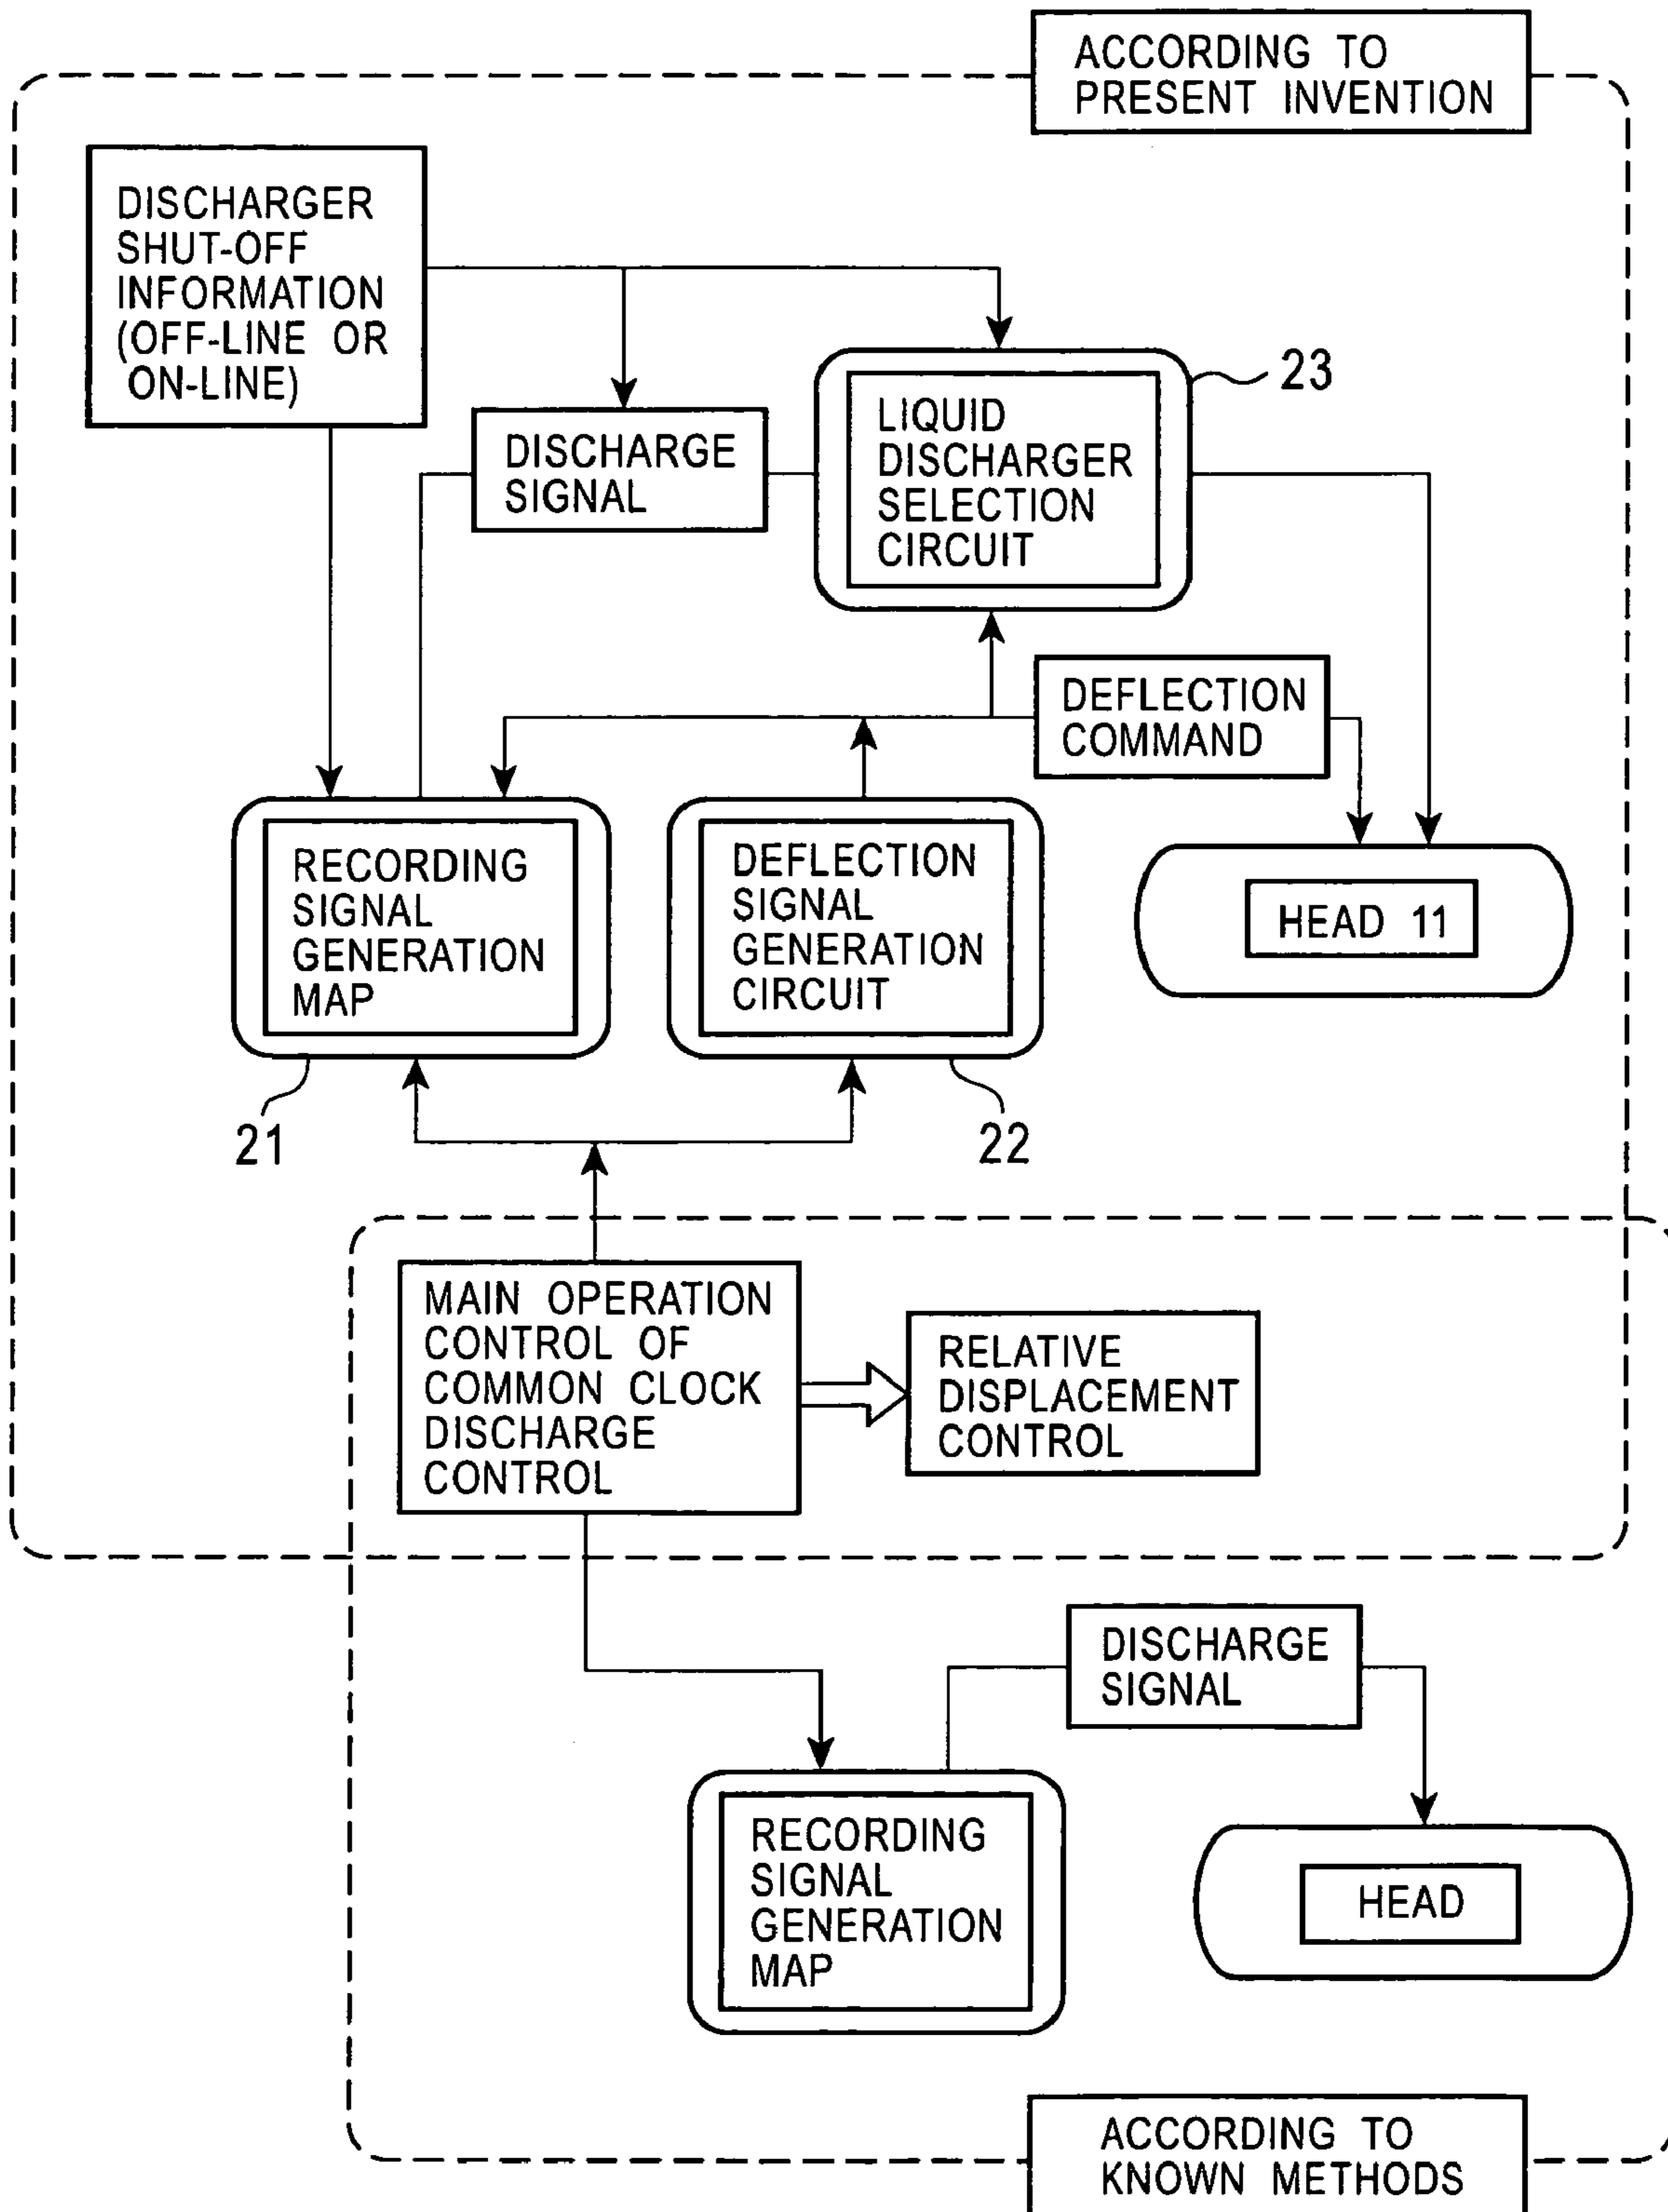 ACCORDING TO
PRESENT INVENTION
DISCHARGER
SHUT-OFF
INFORMATION
(OFF-LINE OR
ON-LINE)
DISCHARGE
SIGNAL
LIQUID
DISCHARGER
SELECTION
CIRCUIT
23
DEFLECTION
COMMAND
RECORDING
SIGNAL
GENERATION
MAP
21
DEFLECTION
SIGNAL
GENERATION
CIRCUIT
22
HEAD 11
MAIN OPERATION
CONTROL OF
COMMON CLOCK
DISCHARGE
CONTROL
RELATIVE
DISPLACEMENT
CONTROL
DISCHARGE
SIGNAL
RECORDING
SIGNAL
GENERATION
MAP
HEAD
ACCORDING TO
KNOWN METHODS